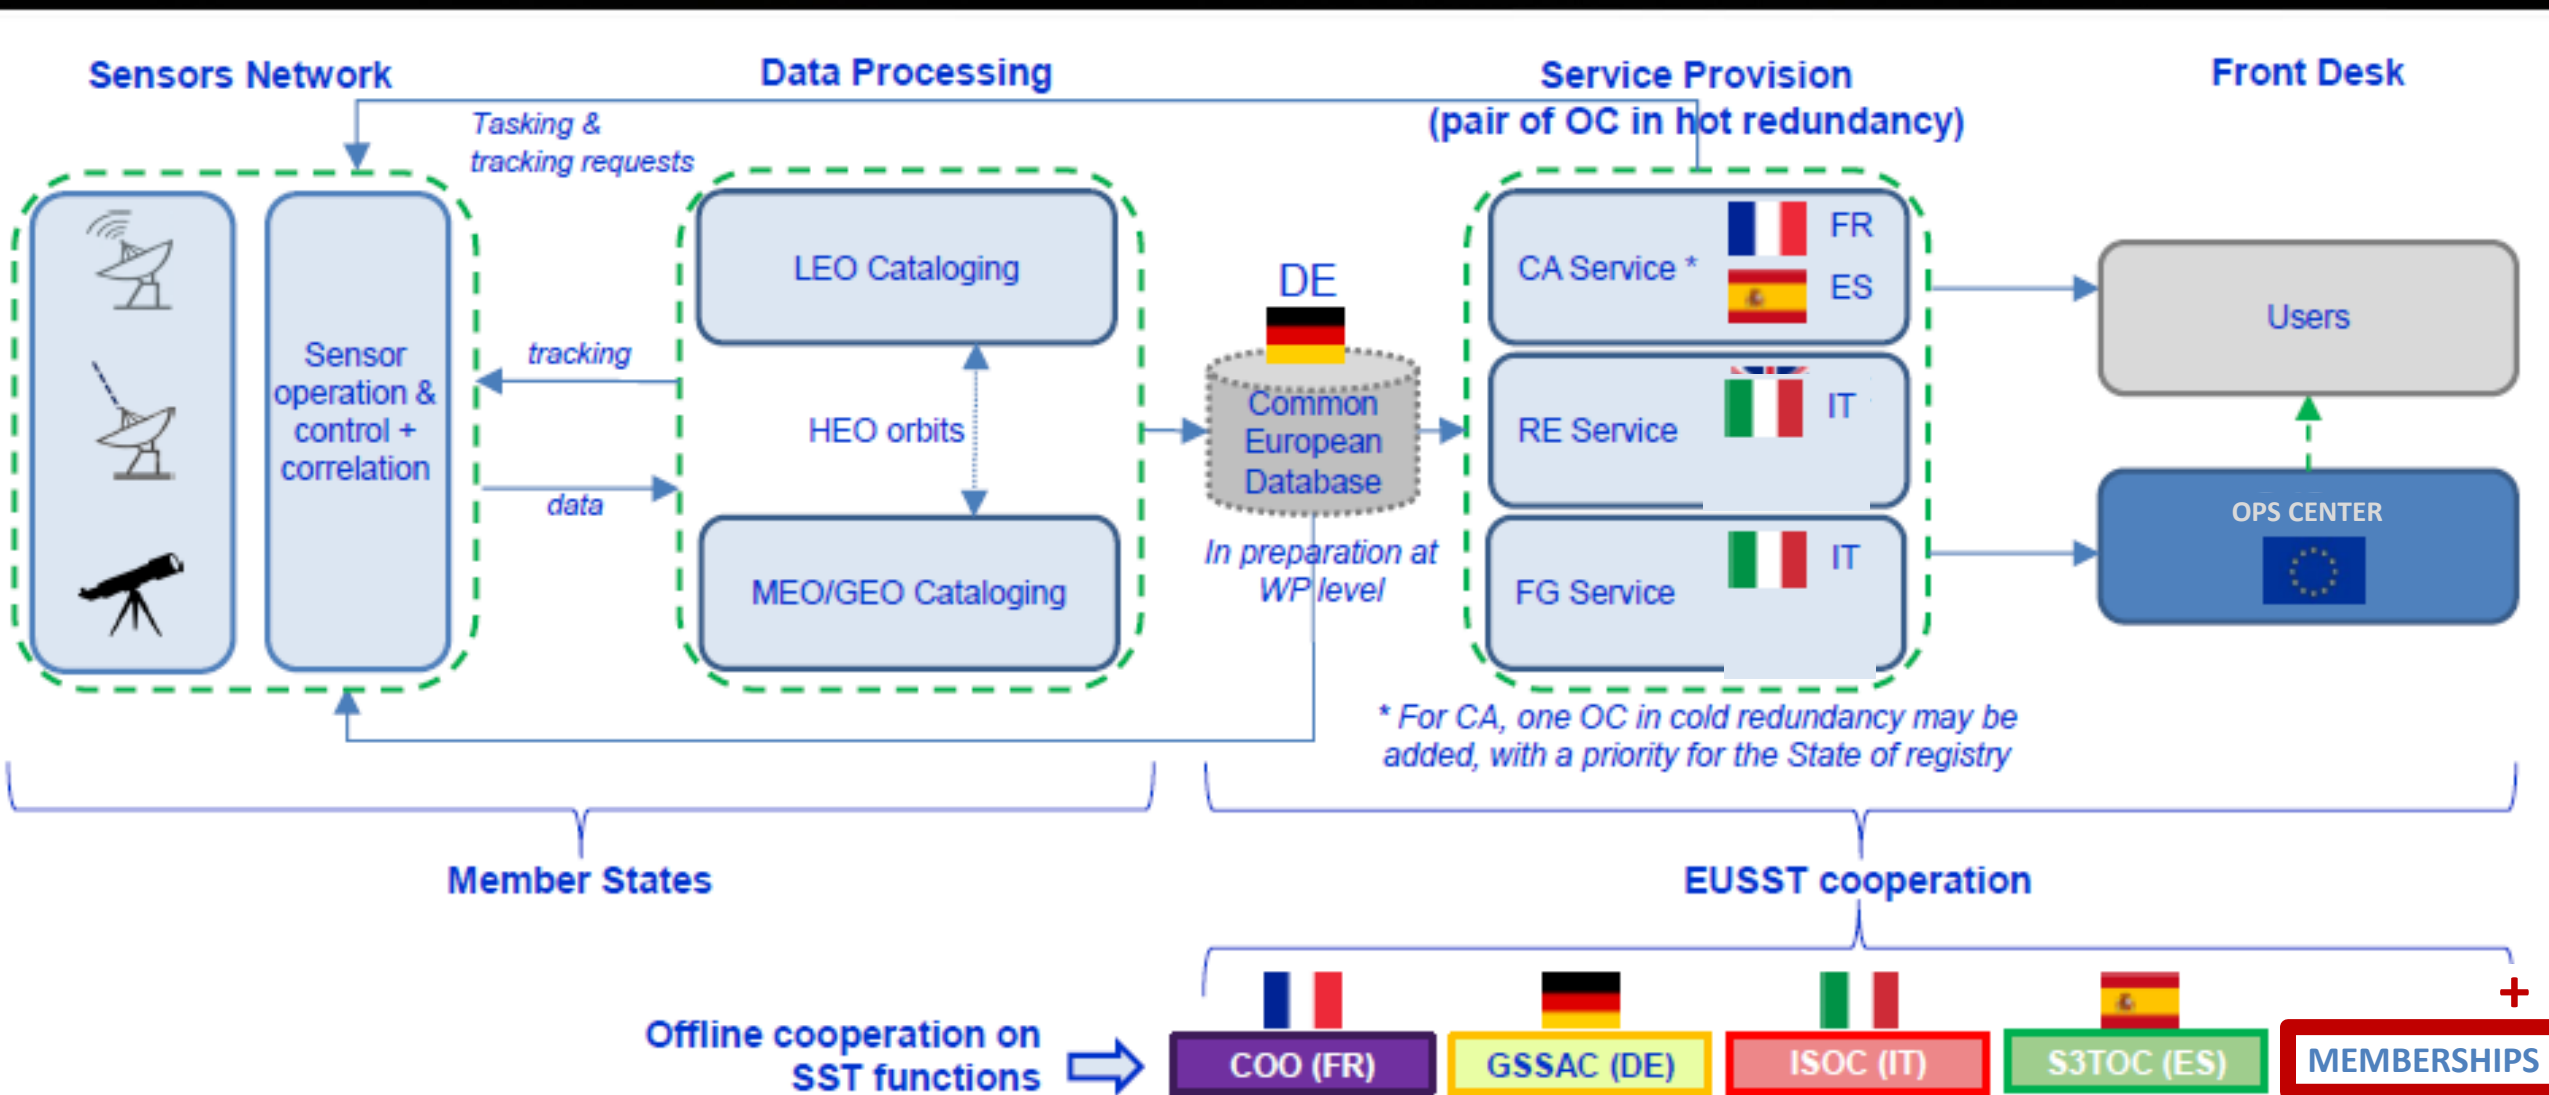 Sensors Network
Data Processing
Service Provision
(pair of OC in hot redundancy)
Front Desk
Tasking &
tracking requests
Sensor
operation &
control +
correlation
tracking
data
LEO Cataloging
HEO orbits
MEO/GEO Cataloging
DE
Common
European
Database
In preparation at
WP level
CA Service *
FR
ES
RE Service
IT
FG Service
IT
Users
OPS CENTER
* For CA, one OC in cold redundancy may be
added, with a priority for the State of registry
Member States
EUSST cooperation
Offline cooperation on
SST functions
COO (FR)
GSSAC (DE)
ISOC (IT)
S3TOC (ES)
+
MEMBERSHIPS